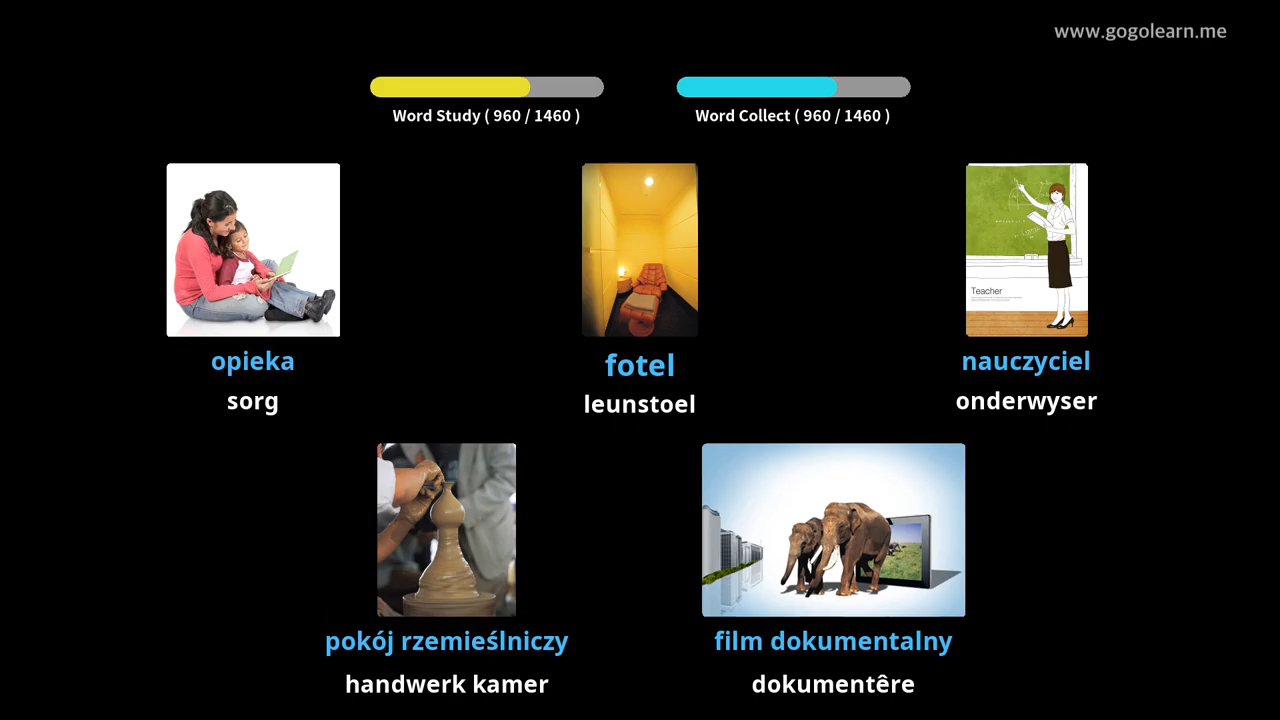 www.gogolearn.me
Word Study ( 960 / 1460 )
Word Collect ( 960 / 1460 )
Teacher
opieka
fotel
nauczyciel
sorg
leunstoel
onderwyser
pokój rzemieślniczy
film dokumentalny
handwerk kamer
dokumentêre